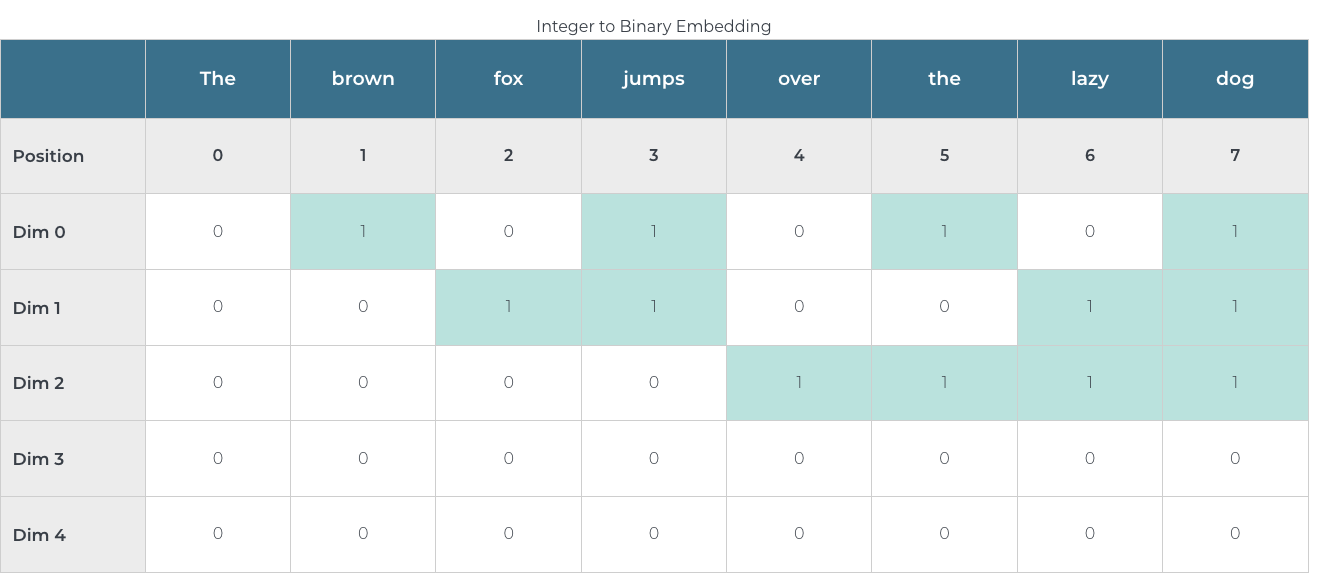 Integer to Binary Embedding
The brown fox jumps over the lazy dog
Position 0 1 2 3 4 5 6 7
Dim 0 0 1 0 1 0 1 0 1
Dim 1 0 0 1 1 0 0 1 1
Dim 2 0 0 0 0 1 1 1 1
Dim 3 0 0 0 0 0 0 0 0
Dim 4 0 0 0 0 0 0 0 0